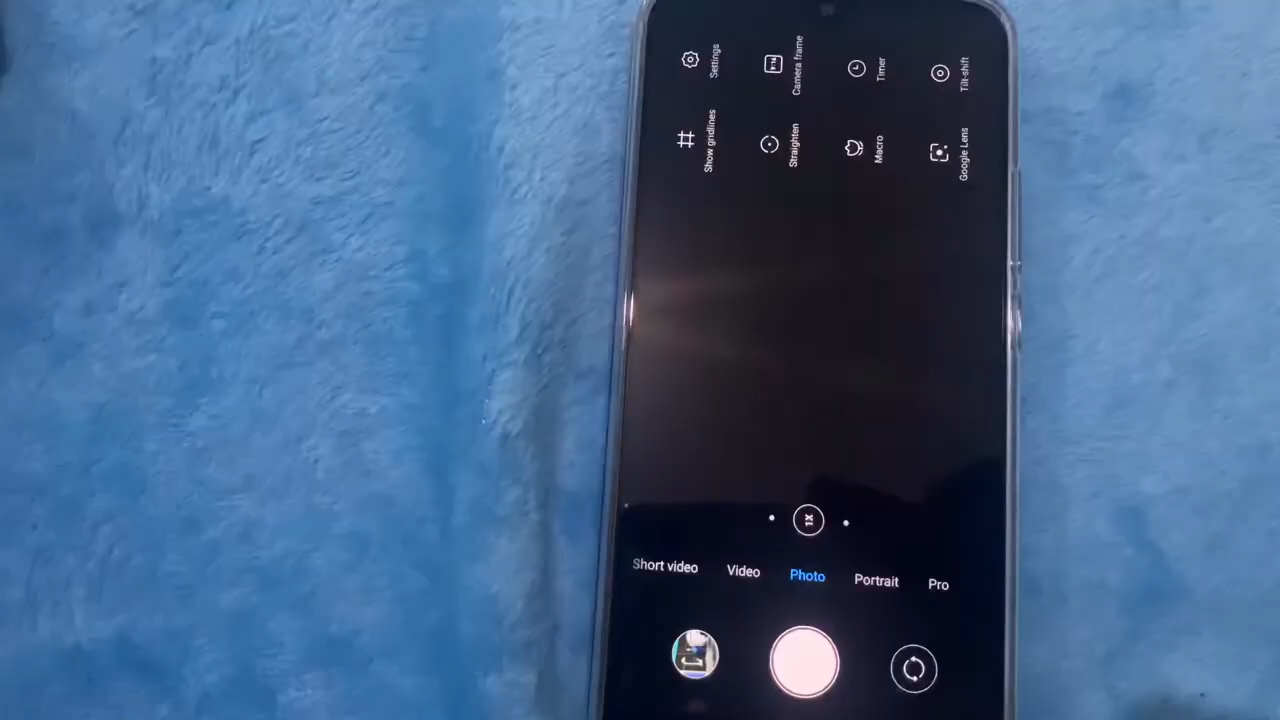 Settings
Camera frame
Timer
Tilt-shift
Show gridlines
Straighten
Macro
Google Lens
1X
Short video
Video
Photo
Portrait
Pro